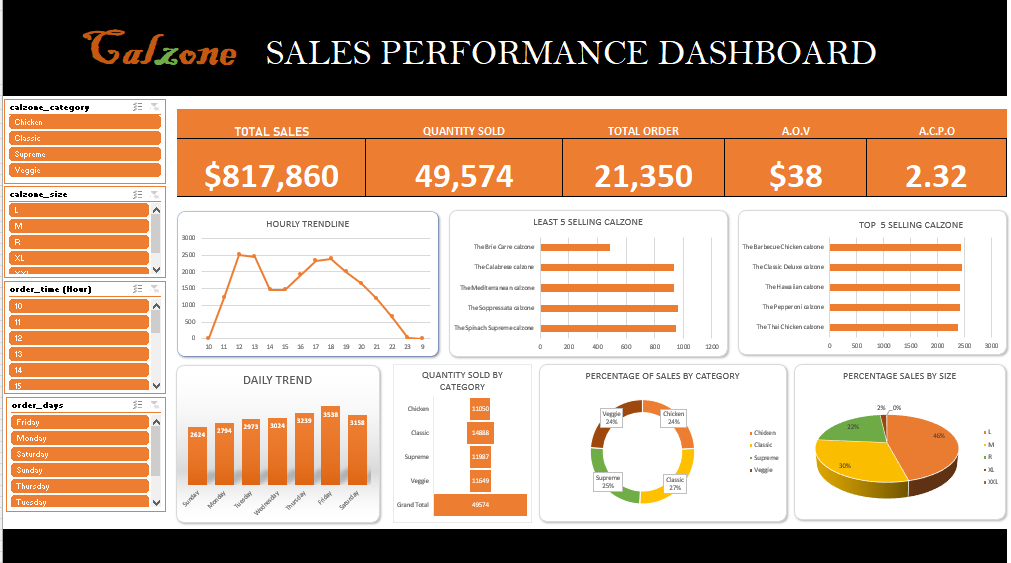 Calzone SALES PERFORMANCE DASHBOARD
calzone_category
Chicken
Classic
Supreme
Veggie
calzone_size
L
M
R
XL
XXL
order_time (Hour)
10
11
12
13
14
15
order_days
Friday
Monday
Saturday
Sunday
Thursday
Tuesday
TOTAL SALES QUANTITY SOLD TOTAL ORDER A.O.V A.C.P.O
$817,860 49,574 21,350 $38 2.32
HOURLY TRENDLINE
3000
2500
2000
1500
1000
500
0
10 11 12 13 14 15 16 17 18 19 20 21 22 23 9
LEAST 5 SELLING CALZONE
The Brie Carre calzone
The Calabrese calzone
The Mediterranean calzone
The Soppressata calzone
The Spinach Supreme calzone
0 200 400 600 800 1000 1200
TOP 5 SELLING CALZONE
The Barbecue Chicken calzone
The Classic Deluxe calzone
The Hawaiian calzone
The Pepperoni calzone
The Thai Chicken calzone
0 500 1000 1500 2000 2500 3000
DAILY TREND
2624 2794 2973 3024 3239 3538 3158
Sunday Monday Tuesday Wednesday Thursday Friday Saturday
QUANTITY SOLD BY
CATEGORY
Chicken 11050
Classic 14888
Supreme 11987
Veggie 11649
Grand Total 49574
PERCENTAGE OF SALES BY CATEGORY
Veggie
24%
Chicken
24%
Supreme
25%
Classic
27%
Chicken
Classic
Supreme
Veggie
PERCENTAGE SALES BY SIZE
2% 0%
22%
46%
30%
L
M
R
XL
XXL